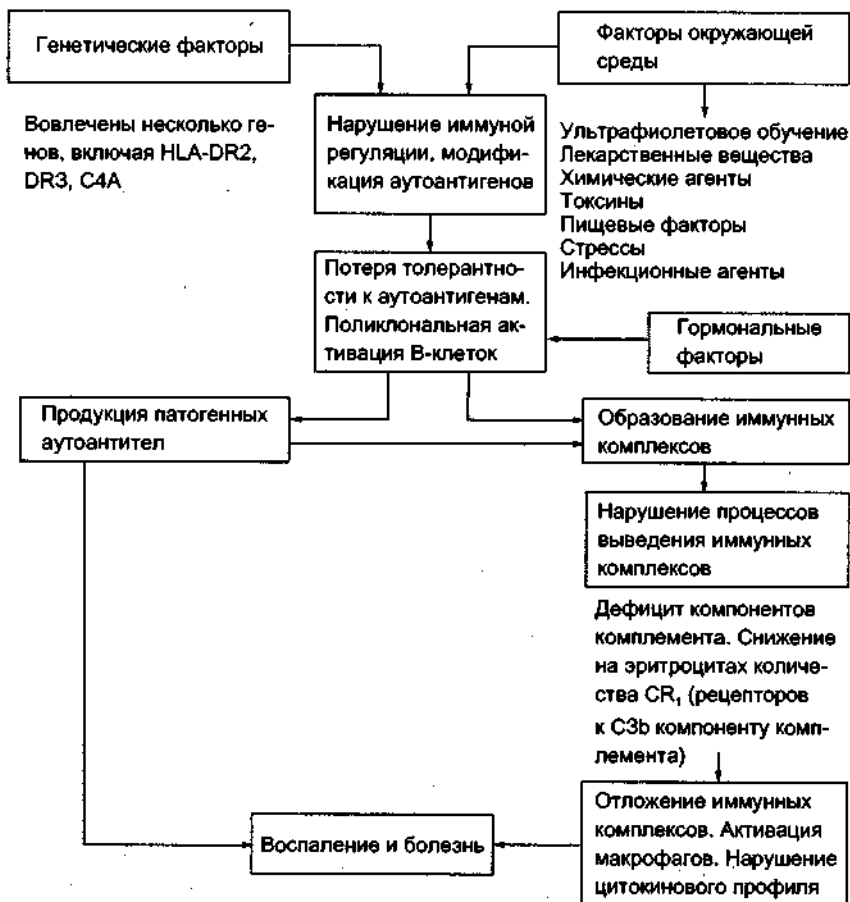 Генетические факторы
Факторы окружающей
среды
Вовлечены несколько ге-
нов, включая HLA-DR2,
DR3, C4A
Нарушение иммуной
регуляции, модифи-
кация аутоантигенов
Ультрафиолетовое обучение
Лекарственные вещества
Химические агенты
Токсины
Пищевые факторы
Стрессы
Инфекционные агенты
Потеря толерантно-
сти к аутоантигенам.
Поликлональная ак-
тивация В-клеток
Гормональные
факторы
Продукция патогенных
аутоантител
Образование иммунных
комплексов
Нарушение процессов
выведения иммунных
комплексов
Дефицит компонентов
комплемента. Снижение
на эритроцитах количе-
ства CR₁ (рецепторов
к C3b компоненту комп-
лемента)
Отложение иммунных
комплексов. Активация
макрофагов. Нарушение
цитокинового профиля
Воспаление и болезнь